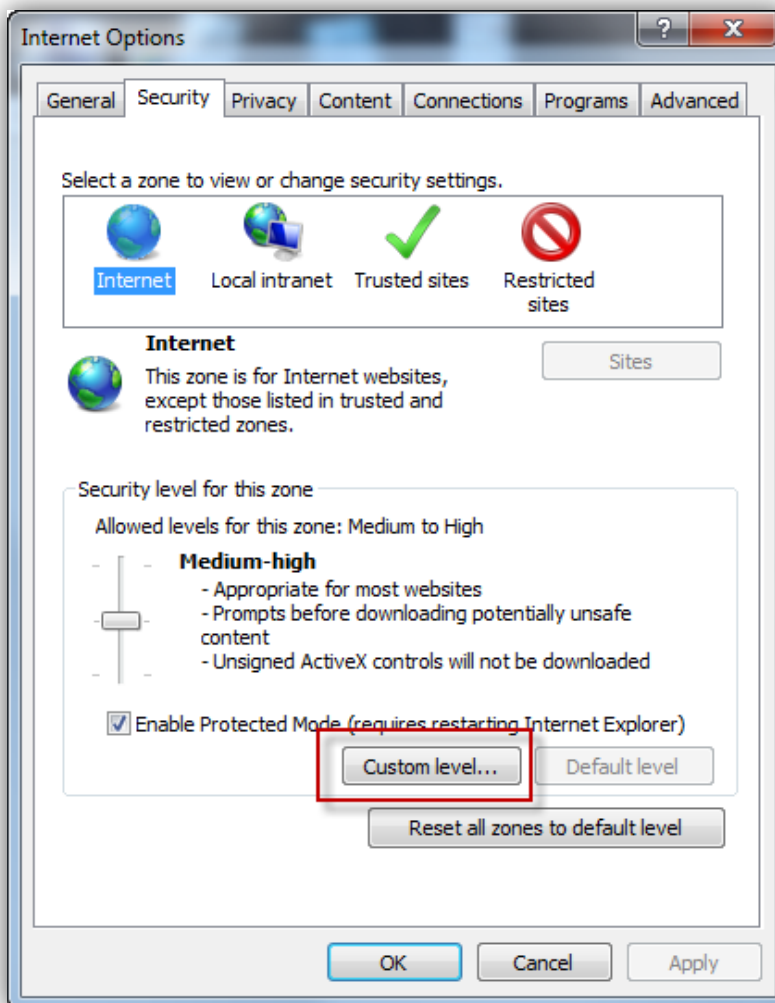 Internet Options
?
General Security Privacy Content Connections Programs Advanced
Select a zone to view or change security settings.
Internet Local intranet Trusted sites Restricted
sites
Internet
Sites
This zone is for Internet websites,
except those listed in trusted and
restricted zones.
Security level for this zone
Allowed levels for this zone: Medium to High
Medium-high
- Appropriate for most websites
- Prompts before downloading potentially unsafe
content
- Unsigned ActiveX controls will not be downloaded
Enable Protected Mode (requires restarting Internet Explorer)
Custom level... Default level
Reset all zones to default level
OK Cancel Apply